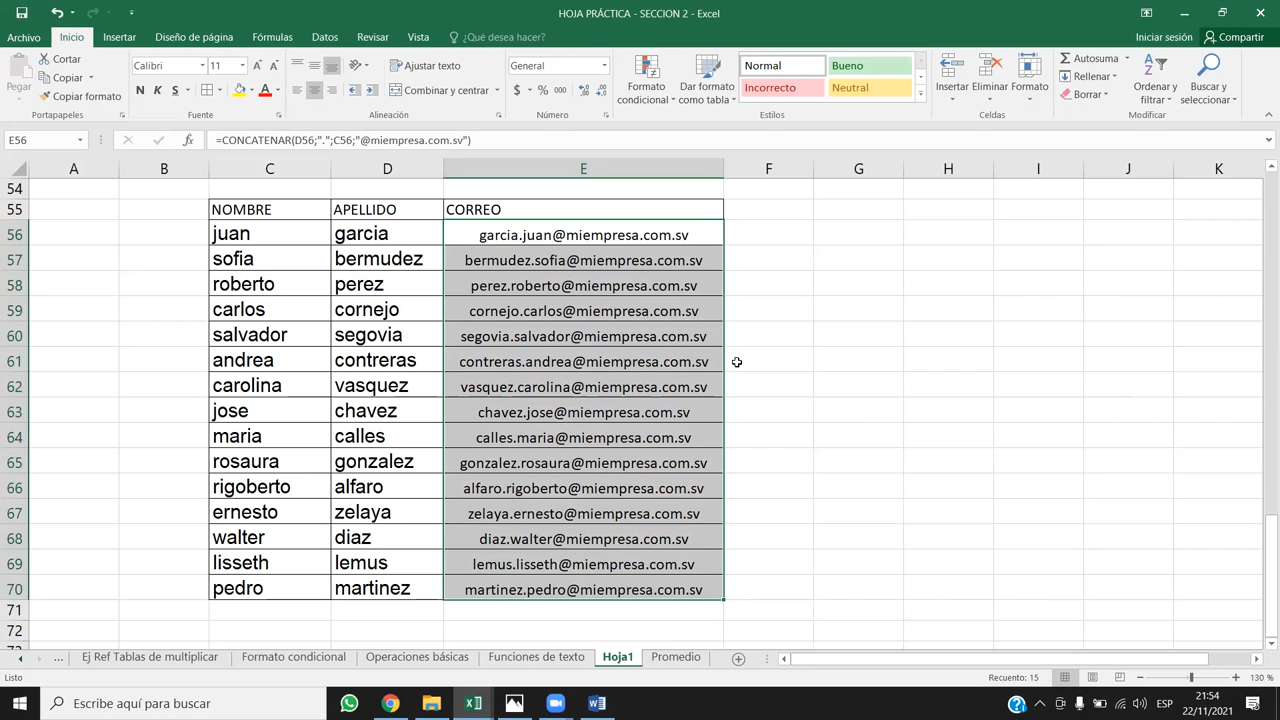 HOJA PRÁCTICA - SECCION 2 - Excel
Archivo Inicio Insertar Diseño de página Fórmulas Datos Revisar Vista ¿Qué desea hacer? Iniciar sesión Compartir
Pegar
Cortar
Copiar
Copiar formato
Portapapeles
Calibri 11
N K S
Fuente
Ajustar texto
Combinar y centrar
Alineación
General
$ % 000
Número
Formato condicional
Dar formato como tabla
Normal Bueno
Incorrecto Neutral
Estilos
Insertar Eliminar Formato
Celdas
Autosuma
Rellenar
Borrar
Ordenar y filtrar
Buscar y seleccionar
Modificar
E56 fx =CONCATENAR(D56;".";C56;"@miempresa.com.sv")
A B C D E F G H I J K
54
55 NOMBRE APELLIDO CORREO
56 juan garcia garcia.juan@miempresa.com.sv
57 sofia bermudez bermudez.sofia@miempresa.com.sv
58 roberto perez perez.roberto@miempresa.com.sv
59 carlos cornejo cornejo.carlos@miempresa.com.sv
60 salvador segovia segovia.salvador@miempresa.com.sv
61 andrea contreras contreras.andrea@miempresa.com.sv
62 carolina vasquez vasquez.carolina@miempresa.com.sv
63 jose chavez chavez.jose@miempresa.com.sv
64 maria calles calles.maria@miempresa.com.sv
65 rosaura gonzalez gonzalez.rosaura@miempresa.com.sv
66 rigoberto alfaro alfaro.rigoberto@miempresa.com.sv
67 ernesto zelaya zelaya.ernesto@miempresa.com.sv
68 walter diaz diaz.walter@miempresa.com.sv
69 lisseth lemus lemus.lisseth@miempresa.com.sv
70 pedro martinez martinez.pedro@miempresa.com.sv
71
72
... Ej Ref Tablas de multiplicar Formato condicional Operaciones básicas Funciones de texto Hoja1 Promedio
Listo Recuento: 15 130 %
Escribe aquí para buscar ESP 21:54
22/11/2021